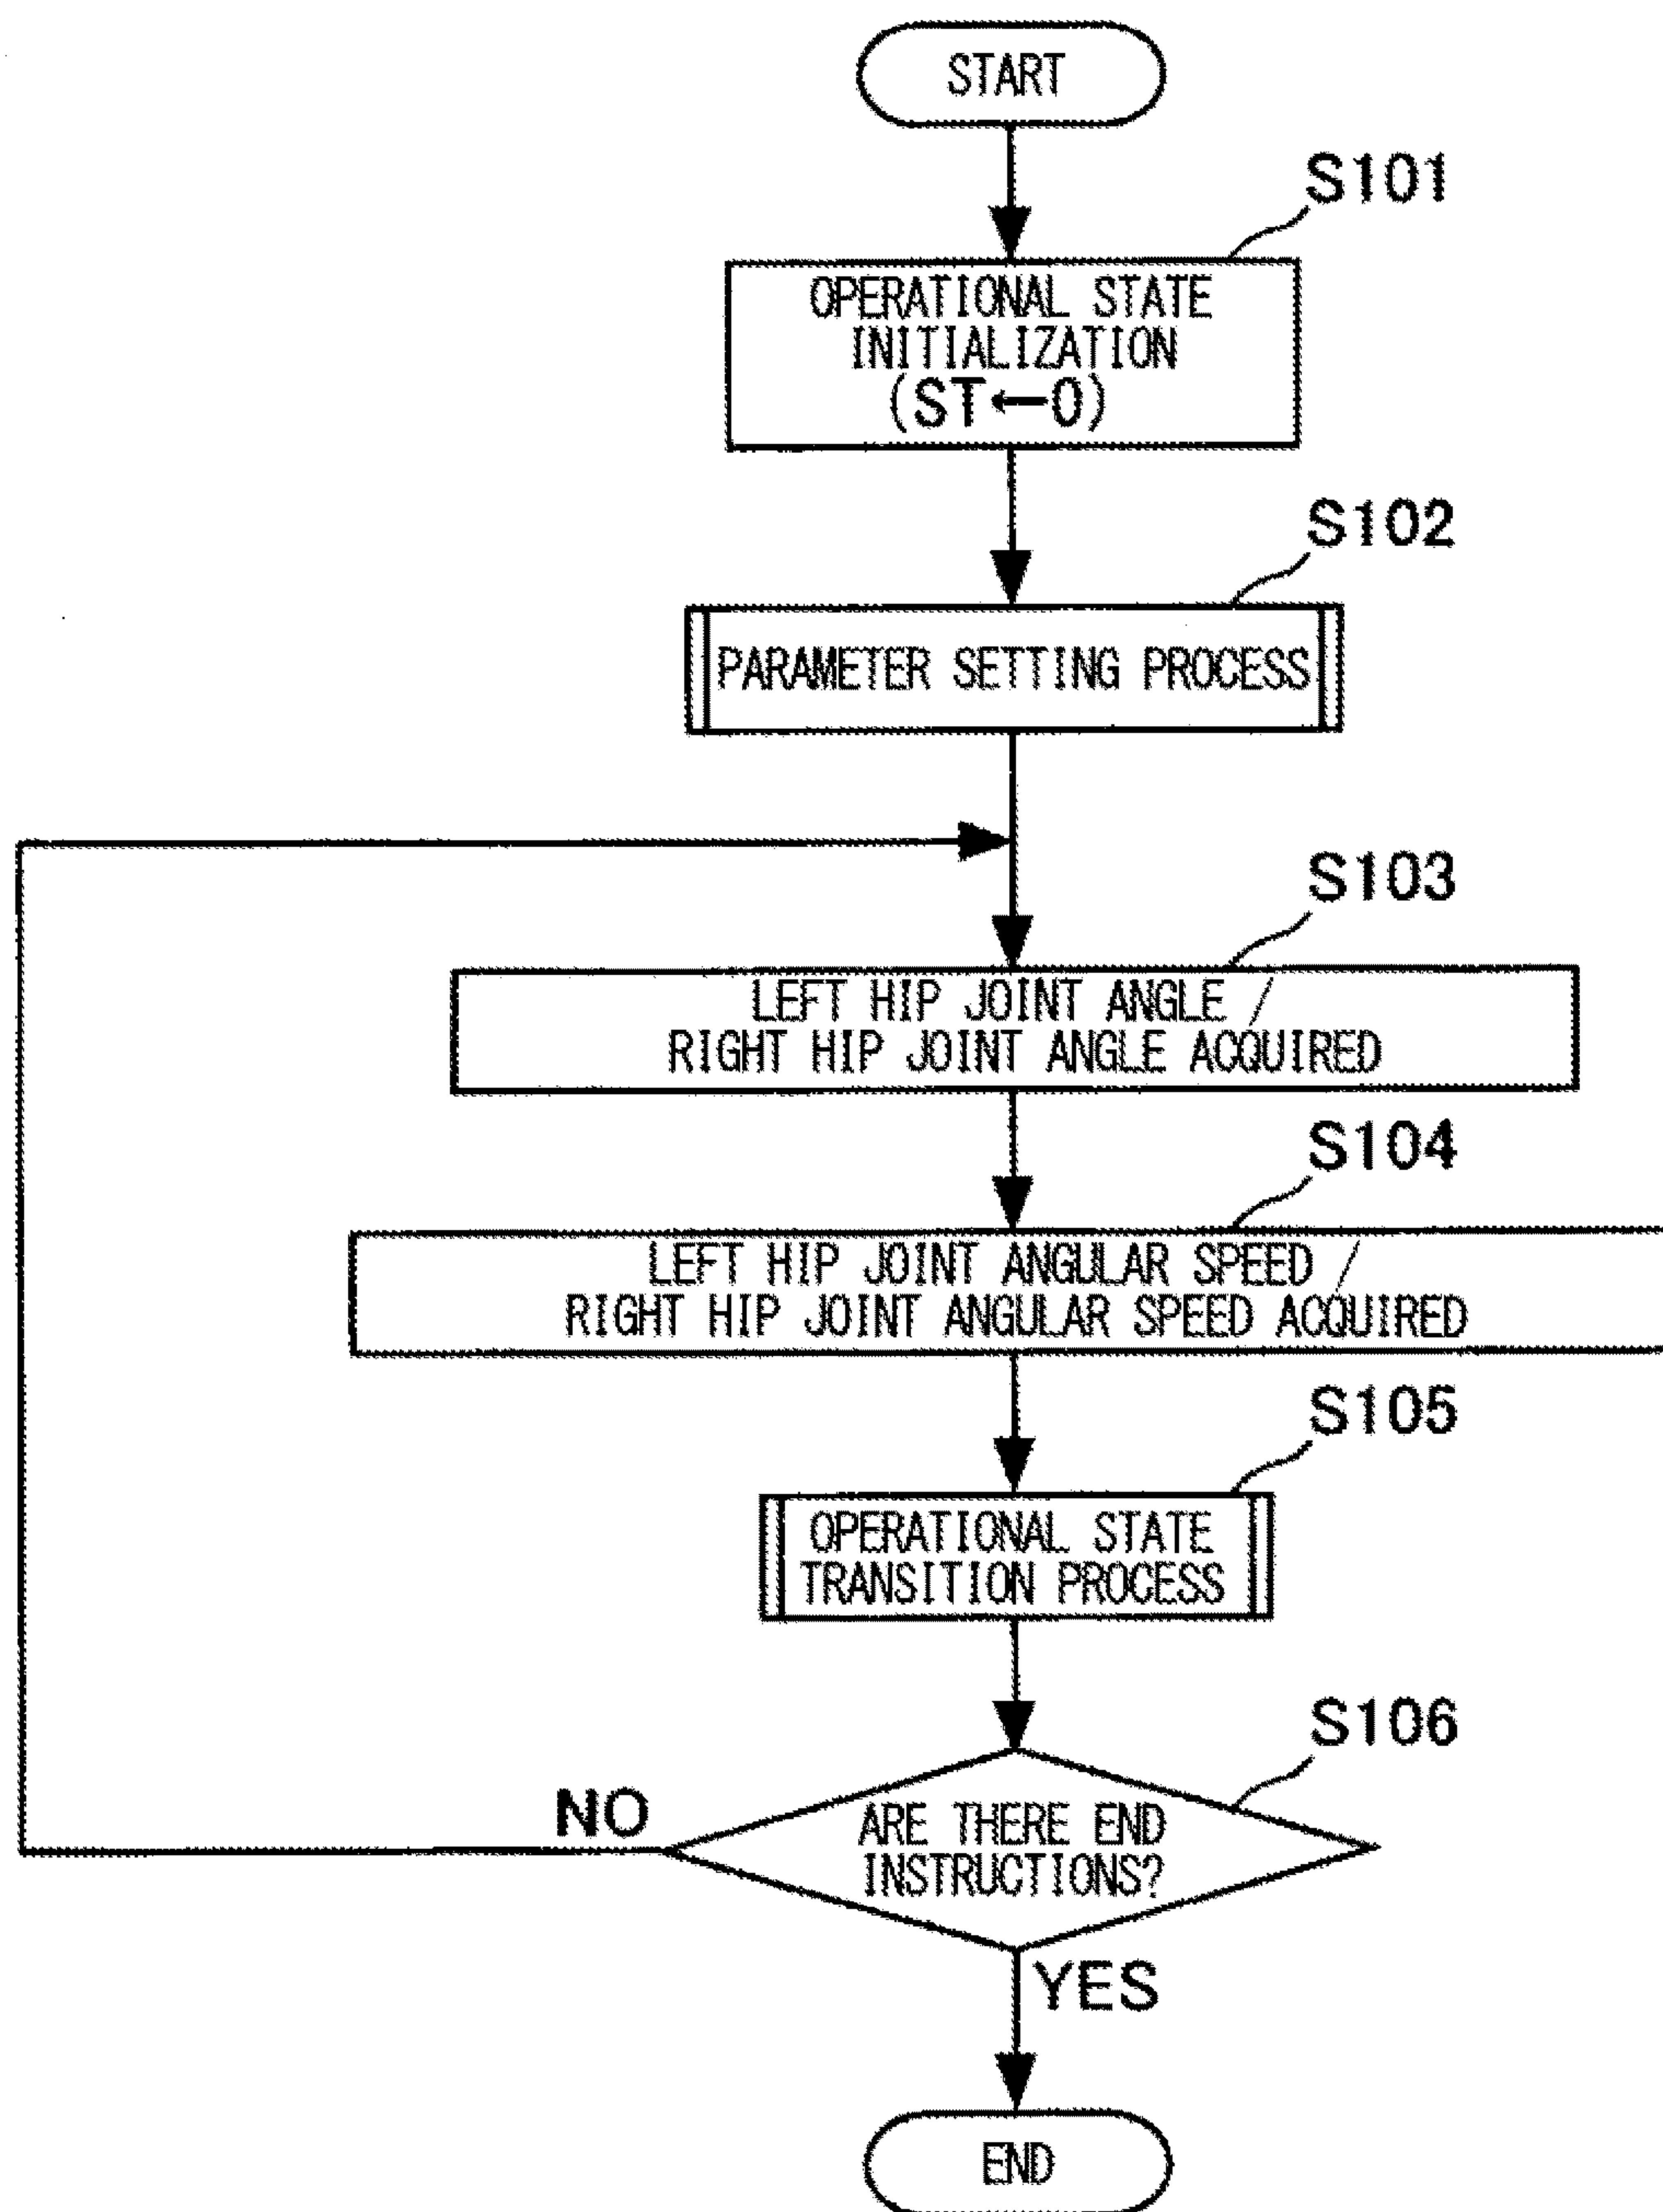 START
S101
OPERATIONAL STATE
INITIALIZATION
(ST←0)
S102
PARAMETER SETTING PROCESS
S103
LEFT HIP JOINT ANGLE /
RIGHT HIP JOINT ANGLE ACQUIRED
S104
LEFT HIP JOINT ANGULAR SPEED /
RIGHT HIP JOINT ANGULAR SPEED ACQUIRED
S105
OPERATIONAL STATE
TRANSITION PROCESS
S106
NO
ARE THERE END
INSTRUCTIONS?
YES
END